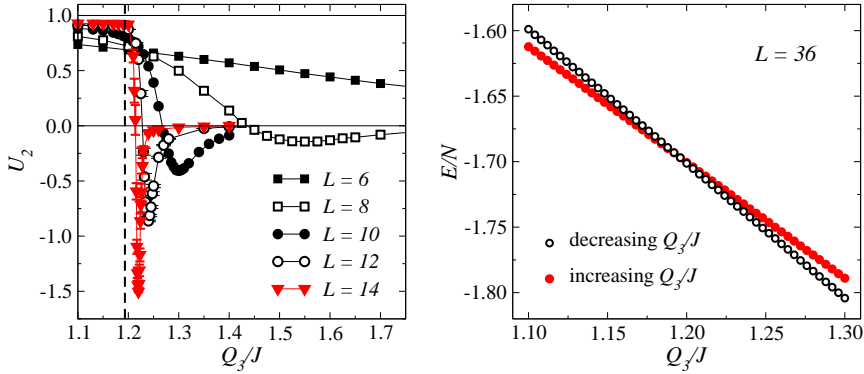 1.0
0.5
0.0
-0.5
-1.0
-1.5
U2
L = 6
L = 8
L = 10
L = 12
L = 14
1.1 1.2 1.3 1.4 1.5 1.6 1.7
Q3/J
-1.60
-1.65
-1.70
-1.75
-1.80
E/N
L = 36
decreasing Q3/J
increasing Q3/J
1.10 1.15 1.20 1.25 1.30
Q3/J